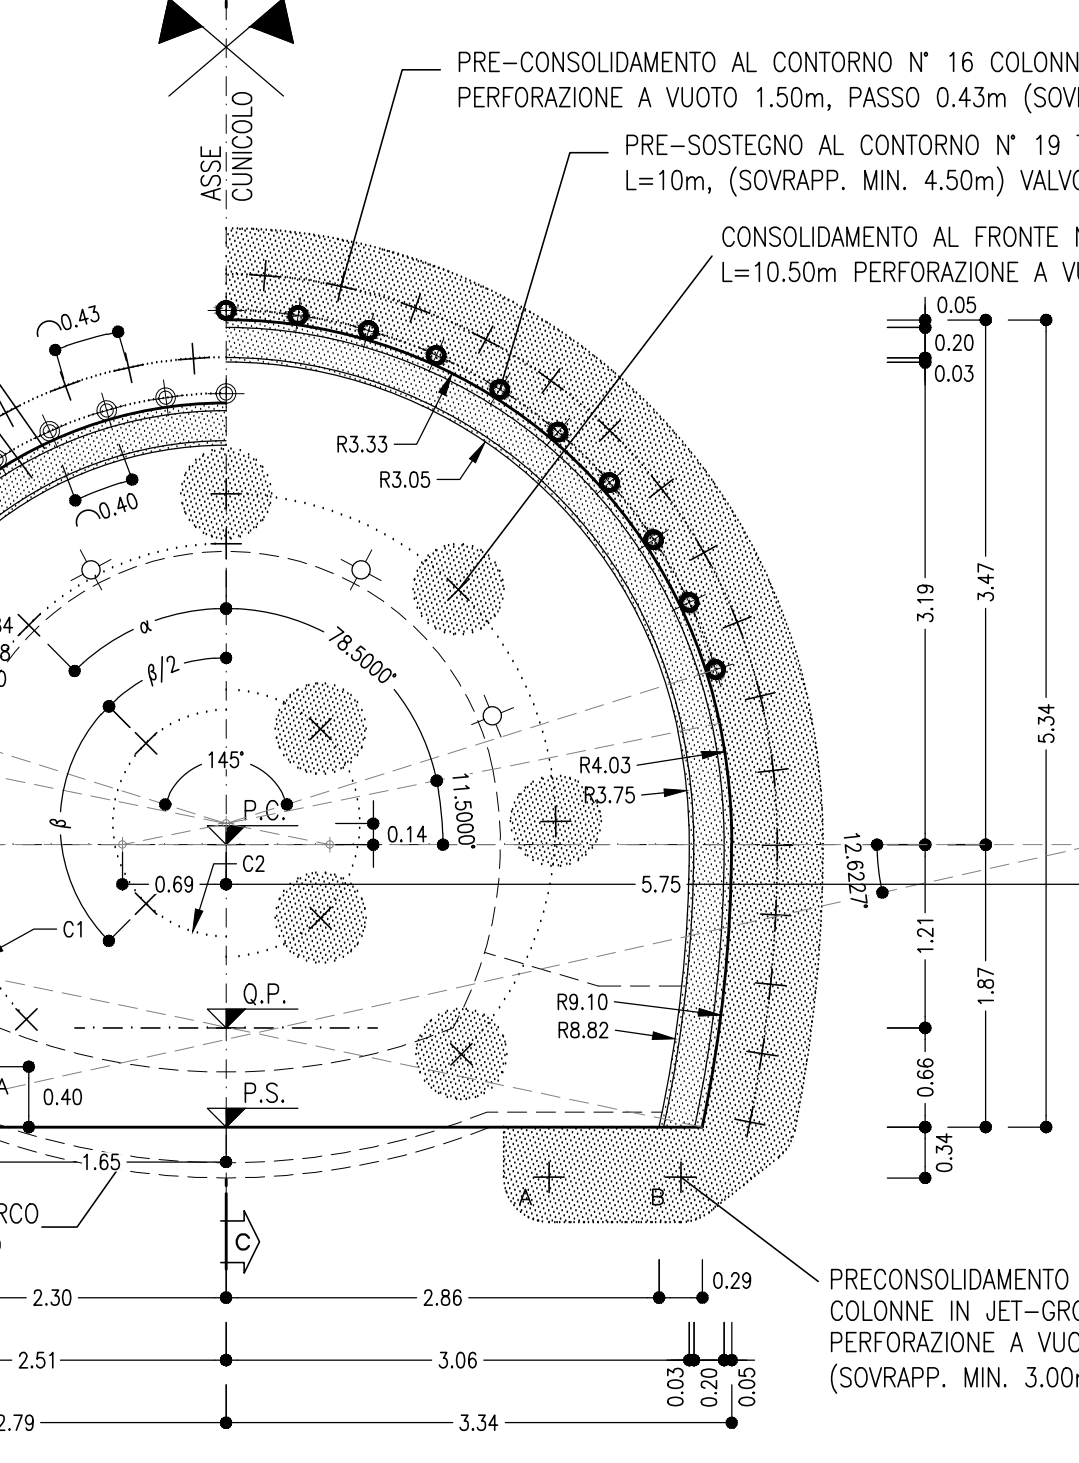 PRE-CONSOLIDAMENTO AL CONTORNO N° 16 COLONN
PERFORAZIONE A VUOTO 1.50m, PASSO 0.43m (SOV
PRE-SOSTEGNO AL CONTORNO N° 19
L=10m, (SOVRAPP. MIN. 4.50m) VALVO
CONSOLIDAMENTO AL FRONTE N
L=10.50m PERFORAZIONE A VU
ASSE
CUNICOLO
0.43
0.40
0.05
0.20
0.03
R3.33
R3.05
3.19
3.47
5.34
α
β/2
78.5000°
145°
β
P.C.
11.5000°
0.14
R4.03
R3.75
C2
0.69
5.75
12.6227°
C1
1.21
1.87
Q.P.
R9.10
R8.82
0.66
0.40
P.S.
0.34
1.65
A
B
RCO
C
PRECONSOLIDAMENTO
COLONNE IN JET-GRO
PERFORAZIONE A VUO
(SOVRAPP. MIN. 3.00m
2.30
2.86
0.29
2.51
3.06
0.03
0.20
0.05
2.79
3.34